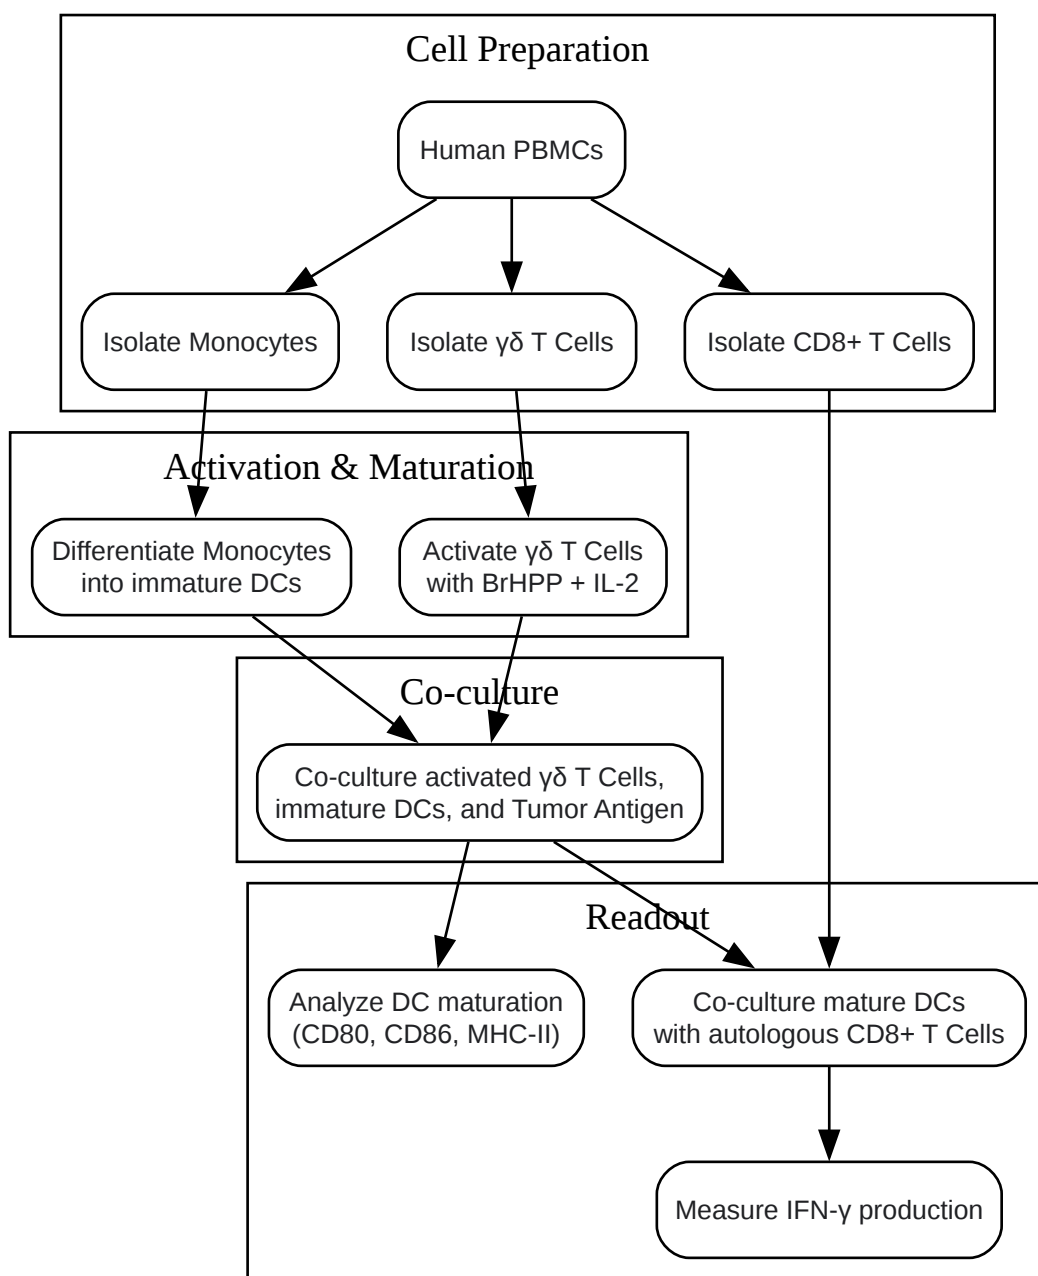 Cell Preparation
Human PBMCs
Isolate Monocytes
Isolate γδ T Cells
Isolate CD8+ T Cells
Activation & Maturation
Differentiate Monocytes
into immature DCs
Activate γδ T Cells
with BrHPP + IL-2
Co-culture
Co-culture activated γδ T Cells,
immature DCs, and Tumor Antigen
Readout
Analyze DC maturation
(CD80, CD86, MHC-II)
Co-culture mature DCs
with autologous CD8+ T Cells
Measure IFN-γ production